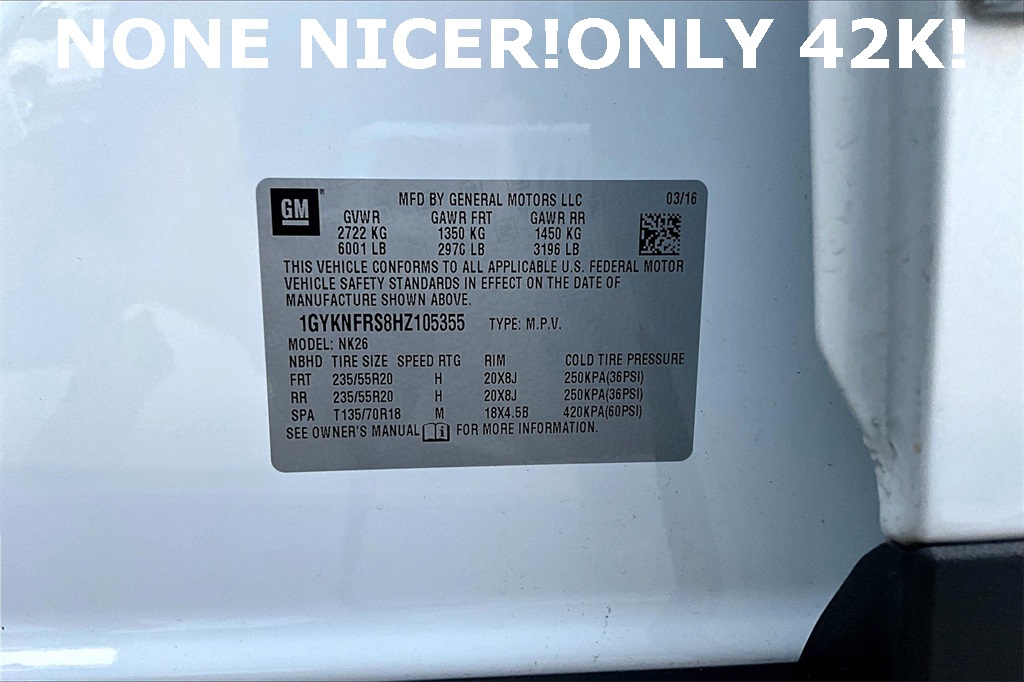 NONE NICER!ONLY 42K!
GM
MFD BY GENERAL MOTORS LLC 03/16
GVWR GAWR FRT GAWR RR
2722 KG 1350 KG 1450 KG
6001 LB 2976 LB 3196 LB
THIS VEHICLE CONFORMS TO ALL APPLICABLE U.S. FEDERAL MOTOR
VEHICLE SAFETY STANDARDS IN EFFECT ON THE DATE OF
MANUFACTURE SHOWN ABOVE.
1GYKNFRS8HZ105355 TYPE: M.P.V.
MODEL: NK26
NBHD TIRE SIZE SPEED RTG RIM COLD TIRE PRESSURE
FRT 235/55R20 H 20X8J 250KPA(36PSI)
RR 235/55R20 H 20X8J 250KPA(36PSI)
SPA T135/70R18 M 18X4.5B 420KPA(60PSI)
SEE OWNER'S MANUAL FOR MORE INFORMATION.